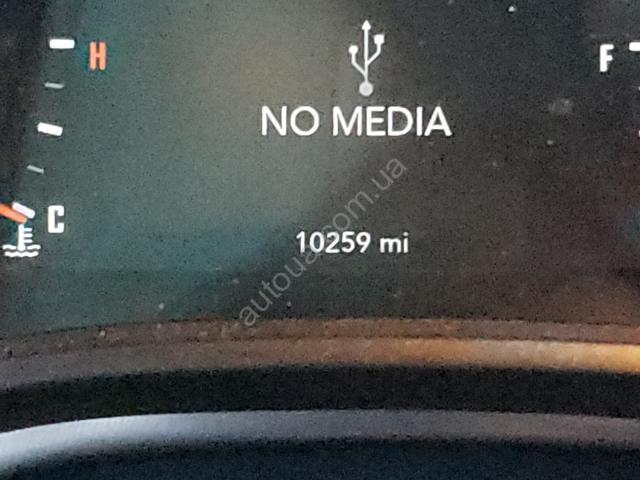 H
F
NO MEDIA
C
10259 mi
autoua.com.ua